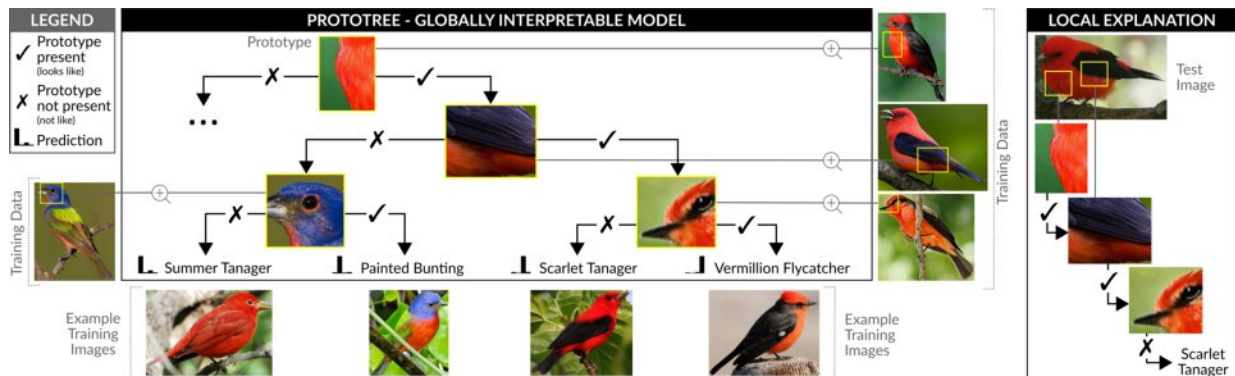 LEGEND
✓ Prototype
present
(looks like)
✗ Prototype
not present
(not like)
Prediction
PROTOTREE - GLOBALLY INTERPRETABLE MODEL
Prototype
✗
✓
...
✗
✓
✗
✓
✗
✓
Summer Tanager
Painted Bunting
Scarlet Tanager
Vermillion Flycatcher
Training Data
Training Data
Example
Training
Images
Example
Training
Images
LOCAL EXPLANATION
Test
Image
✓
✓
✗
Scarlet
Tanager